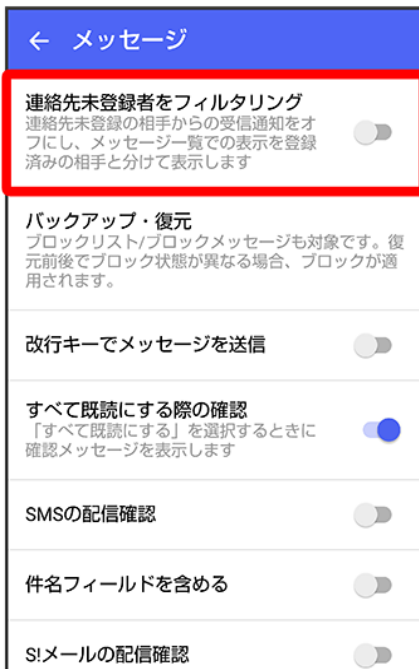 ← メッセージ
連絡先未登録者をフィルタリング
連絡先未登録の相手からの受信通知をオ
フにし、メッセージ一覧での表示を登録
済みの相手と分けて表示します
バックアップ・復元
ブロックリスト/ブロックメッセージも対象です。復
元前後でブロック状態が異なる場合、ブロックが適
用されます。
改行キーでメッセージを送信
すべて既読にする際の確認
「すべて既読にする」を選択するときに
確認メッセージを表示します
SMSの配信確認
件名フィールドを含める
S!メールの配信確認